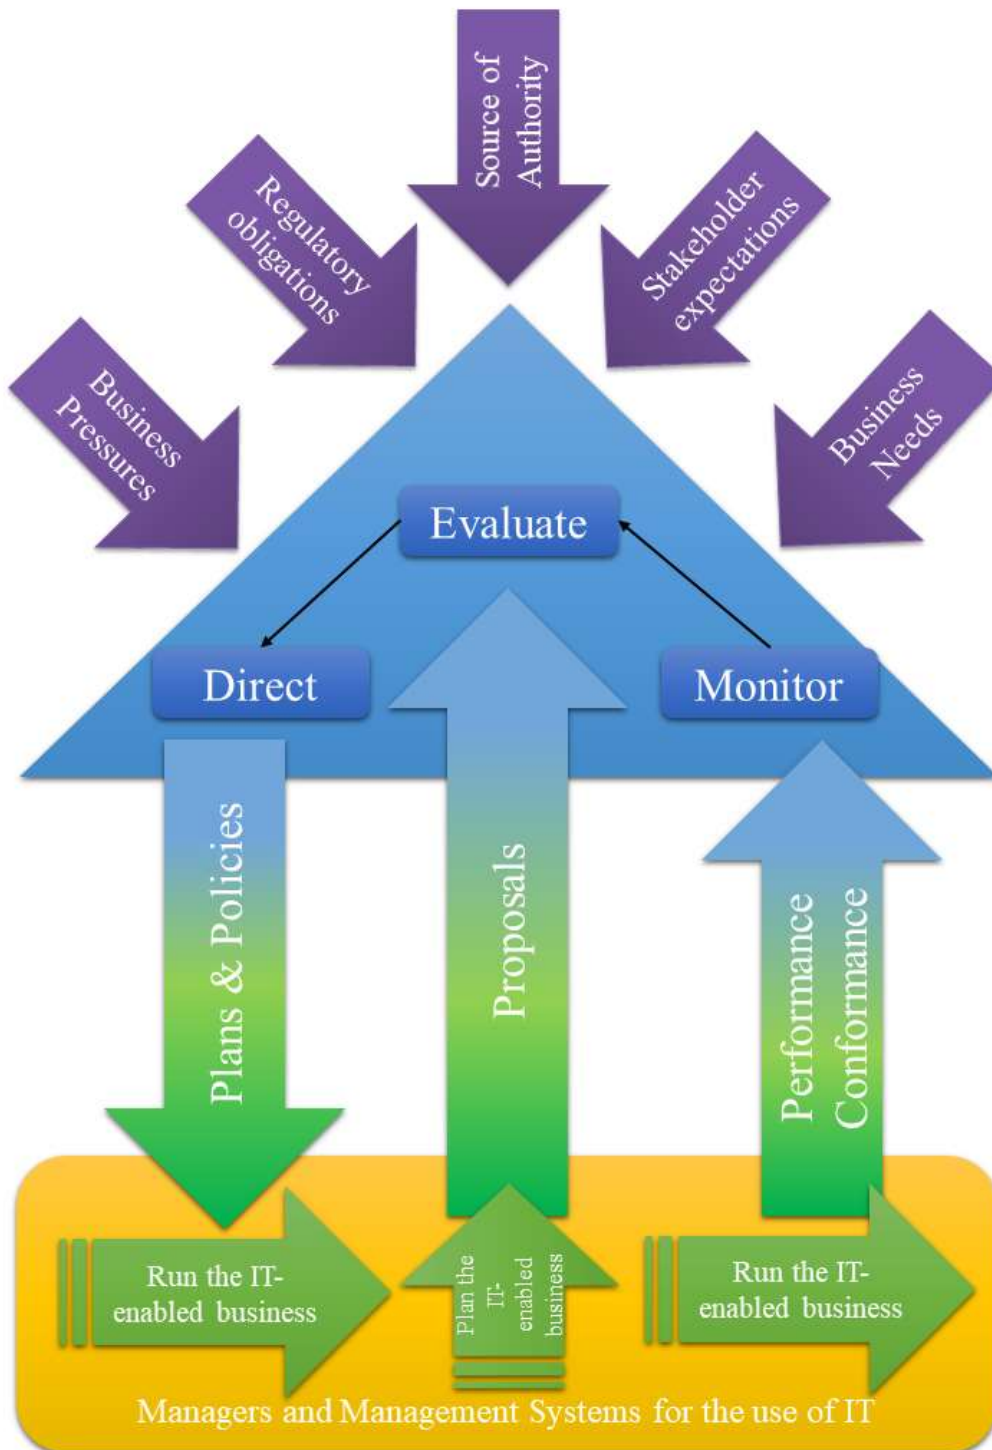 Source of
Authority
Regulatory
obligations
Stakeholder
expectations
Business
Pressures
Business
Needs
Evaluate
Direct
Monitor
Plans & Policies
Proposals
Performance
Conformance
Run the IT-
enabled business
Plan the
IT-
enabled
business
Run the IT-
enabled business
Managers and Management Systems for the use of IT